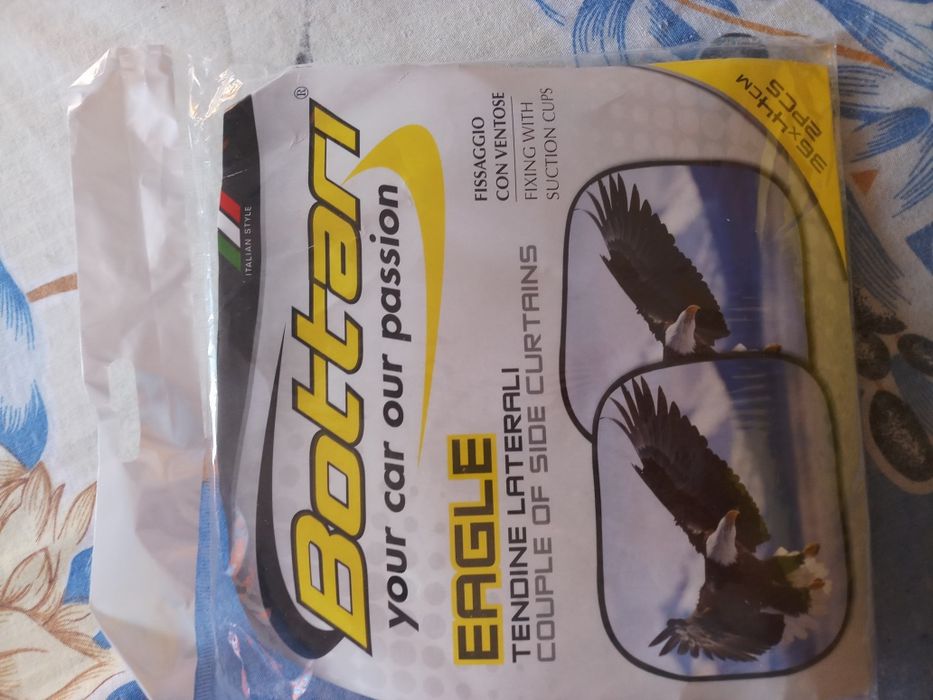 ITALIAN STYLE
Bottari®
your car our passion
FISSAGGIO
CON VENTOSE
FIXING WITH
SUCTION CUPS
EAGLE
TENDINE LATERALI
COUPLE OF SIDE CURTAINS
36x44cm
2PCS